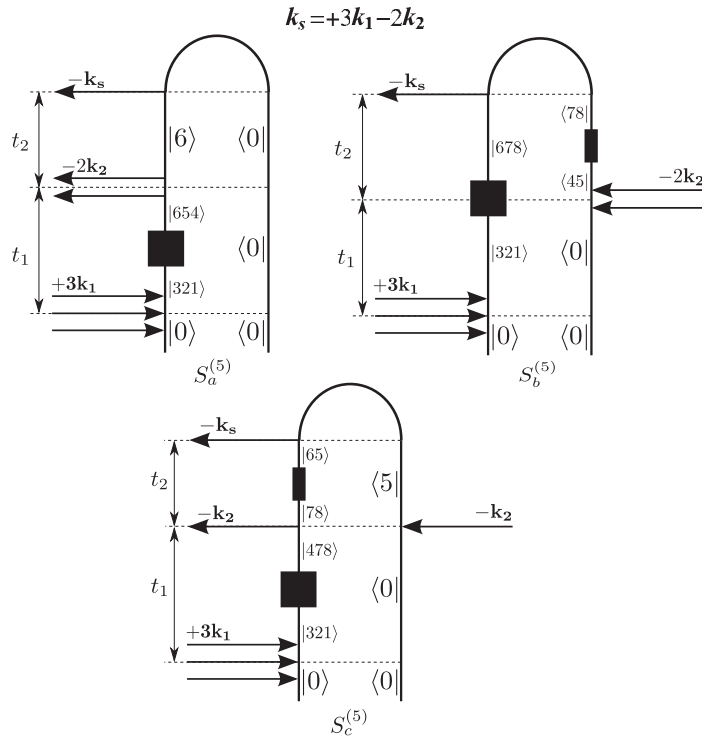 k_s = +3k_1 − 2k_2
−k_s
t_2
|6⟩ ⟨0|
−2k_2
|654⟩
t_1
⟨0|
+3k_1
|321⟩
|0⟩ ⟨0|
S_a^{(5)}
−k_s
⟨78|
t_2
|678⟩
⟨45|
−2k_2
t_1
|321⟩
⟨0|
+3k_1
|0⟩ ⟨0|
S_b^{(5)}
−k_s
|65⟩
t_2
⟨5|
|78⟩
−k_2
−k_2
|478⟩
t_1
⟨0|
+3k_1
|321⟩
|0⟩ ⟨0|
S_c^{(5)}